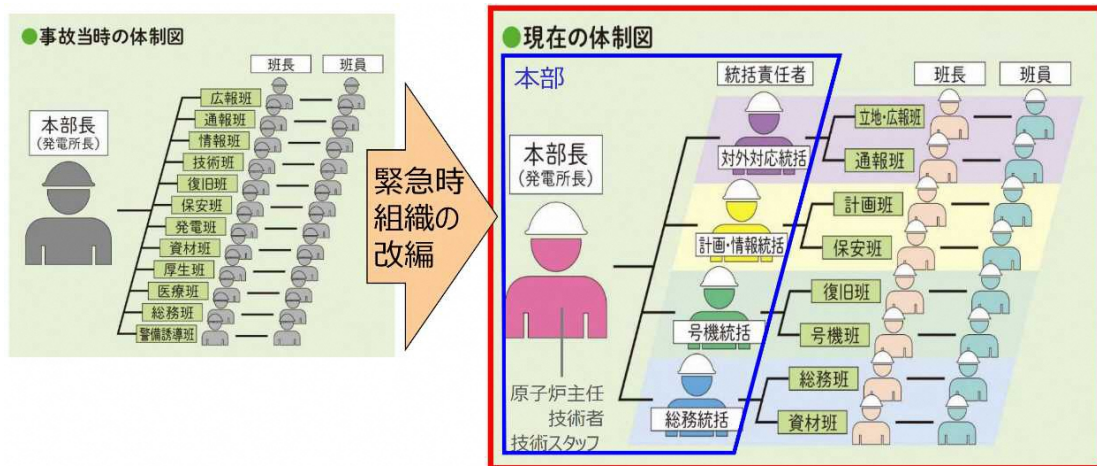 ●事故当時の体制図
班長
班員
本部長
(発電所長)
広報班
通報班
情報班
技術班
復旧班
保安班
発電班
資材班
厚生班
医療班
総務班
警備誘導班
緊急時
組織の
改編
●現在の体制図
本部
統括責任者
班長
班員
本部長
(発電所長)
原子炉主任
技術者
技術スタッフ
対外対応統括
立地・広報班
通報班
計画・情報統括
計画班
保安班
号機統括
復旧班
号機班
総務統括
総務班
資材班